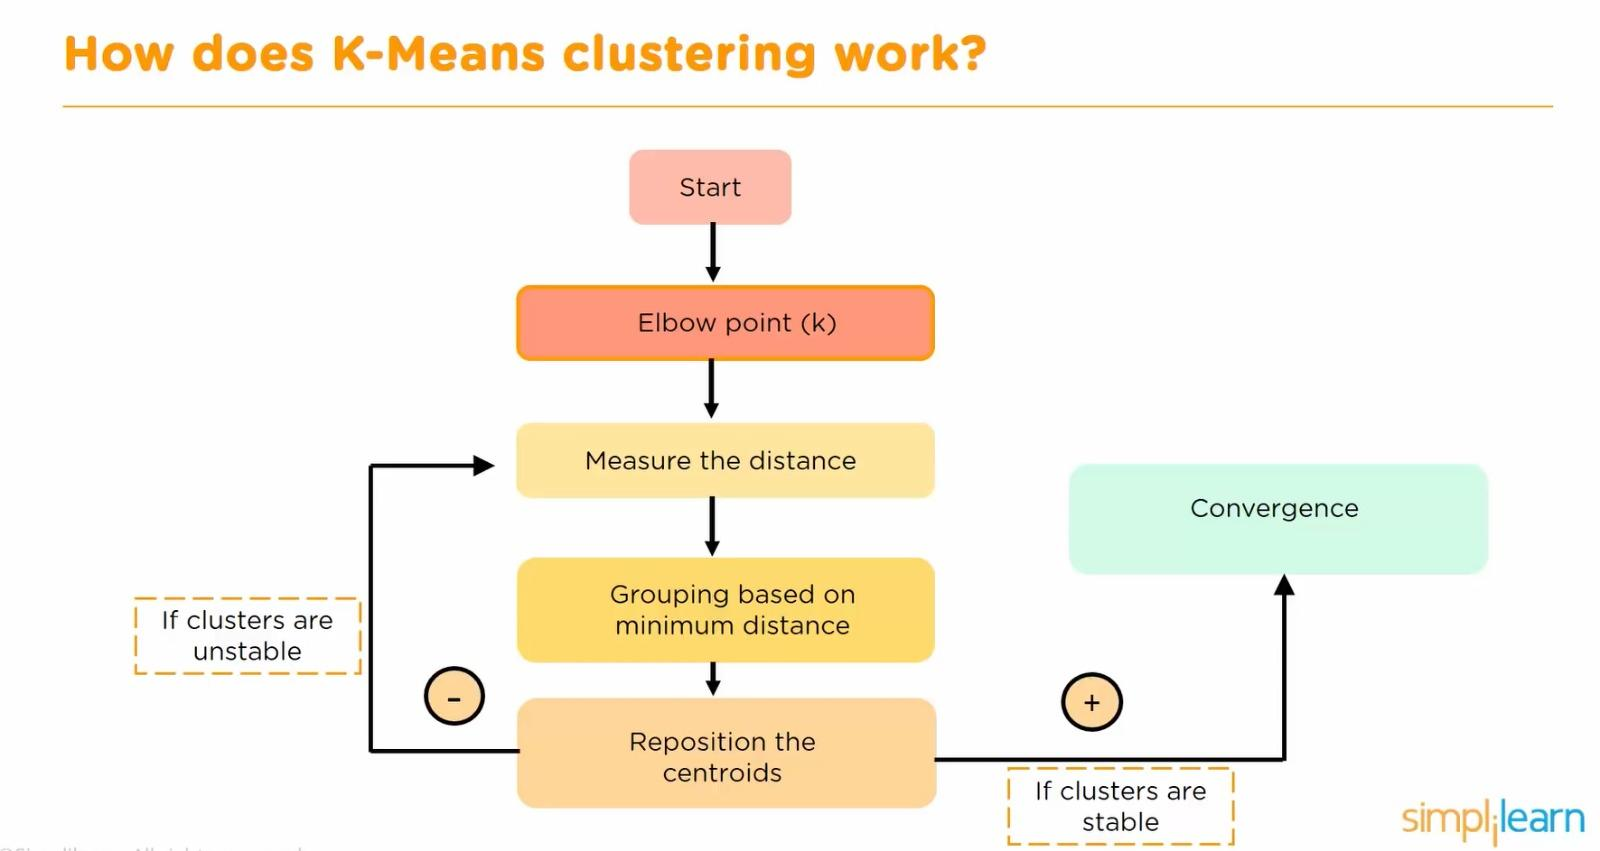 How does K-Means clustering work?
Start
Elbow point (k)
Measure the distance
Convergence
Grouping based on
minimum distance
If clusters are
unstable
-
+
Reposition the
centroids
If clusters are
stable
simplilearn